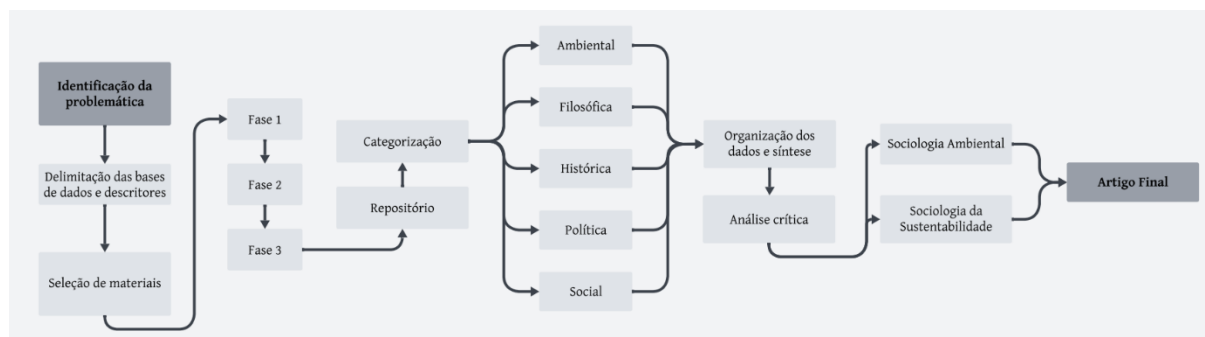 Identificação da
problemática
Delimitação das bases
de dados e descritores
Seleção de materiais
Fase 1
Fase 2
Fase 3
Repositório
Categorização
Ambiental
Filosófica
Histórica
Política
Social
Organização dos
dados e síntese
Análise crítica
Sociologia Ambiental
Sociologia da
Sustentabilidade
Artigo Final